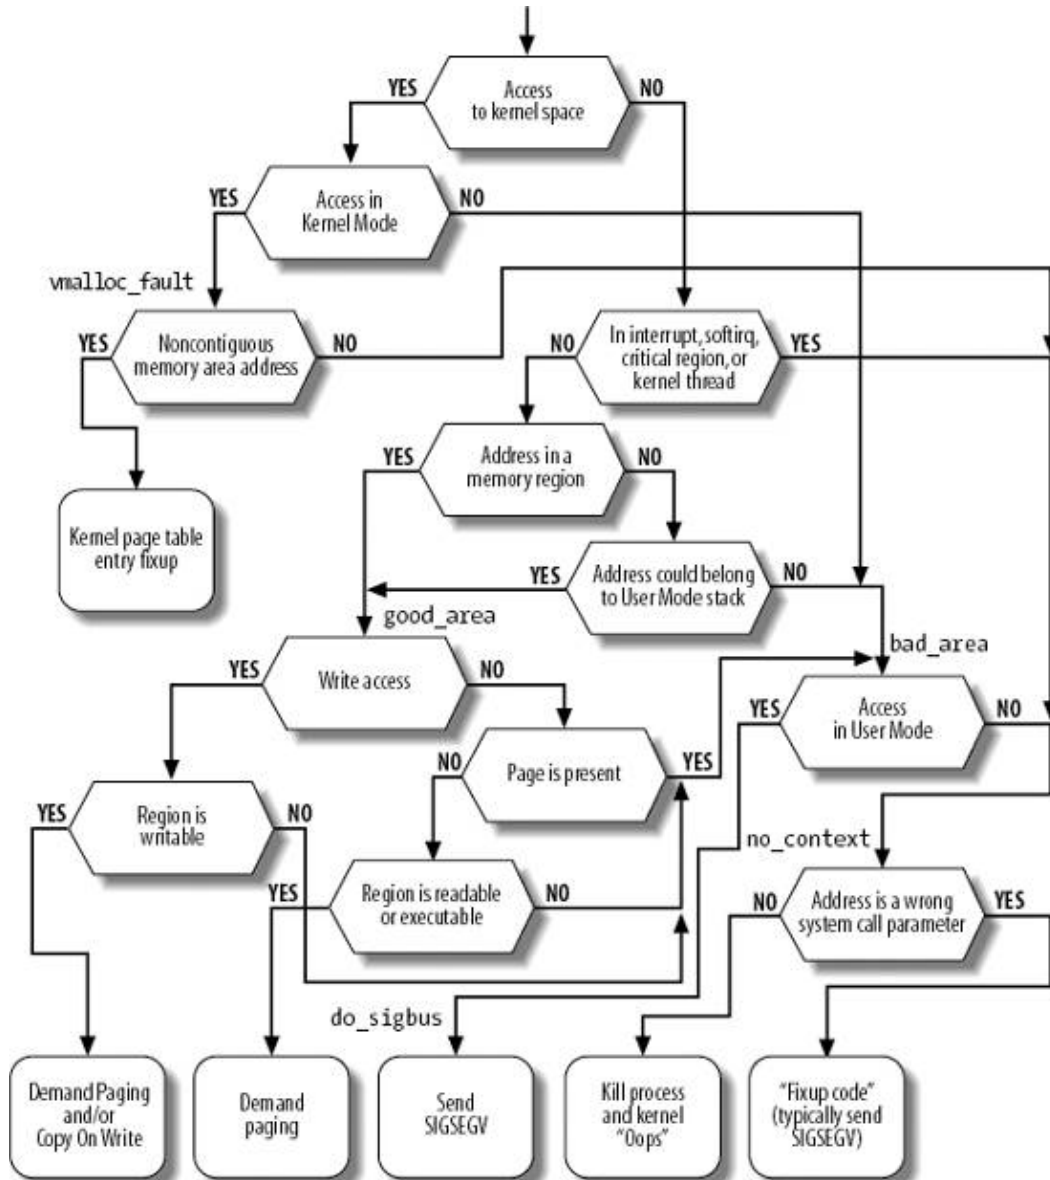 Access
to kernel space
YES
NO
Access in
Kernel Mode
YES
NO
vmalloc_fault
Noncontiguous
memory area address
YES
NO
In interrupt, softirq,
critical region, or
kernel thread
NO
YES
Address in a
memory region
YES
NO
Kernel page table
entry fixup
Address could belong
to User Mode stack
YES
NO
good_area
bad_area
Write access
YES
NO
Access
in User Mode
YES
NO
Page is present
NO
YES
Region is
writable
YES
NO
no_context
Region is readable
or executable
YES
NO
Address is a wrong
system call parameter
NO
YES
do_sigbus
Demand Paging
and/or
Copy On Write
Demand
paging
Send
SIGSEGV
Kill process
and kernel
“Oops”
“Fixup code”
(typically send
SIGSEGV)